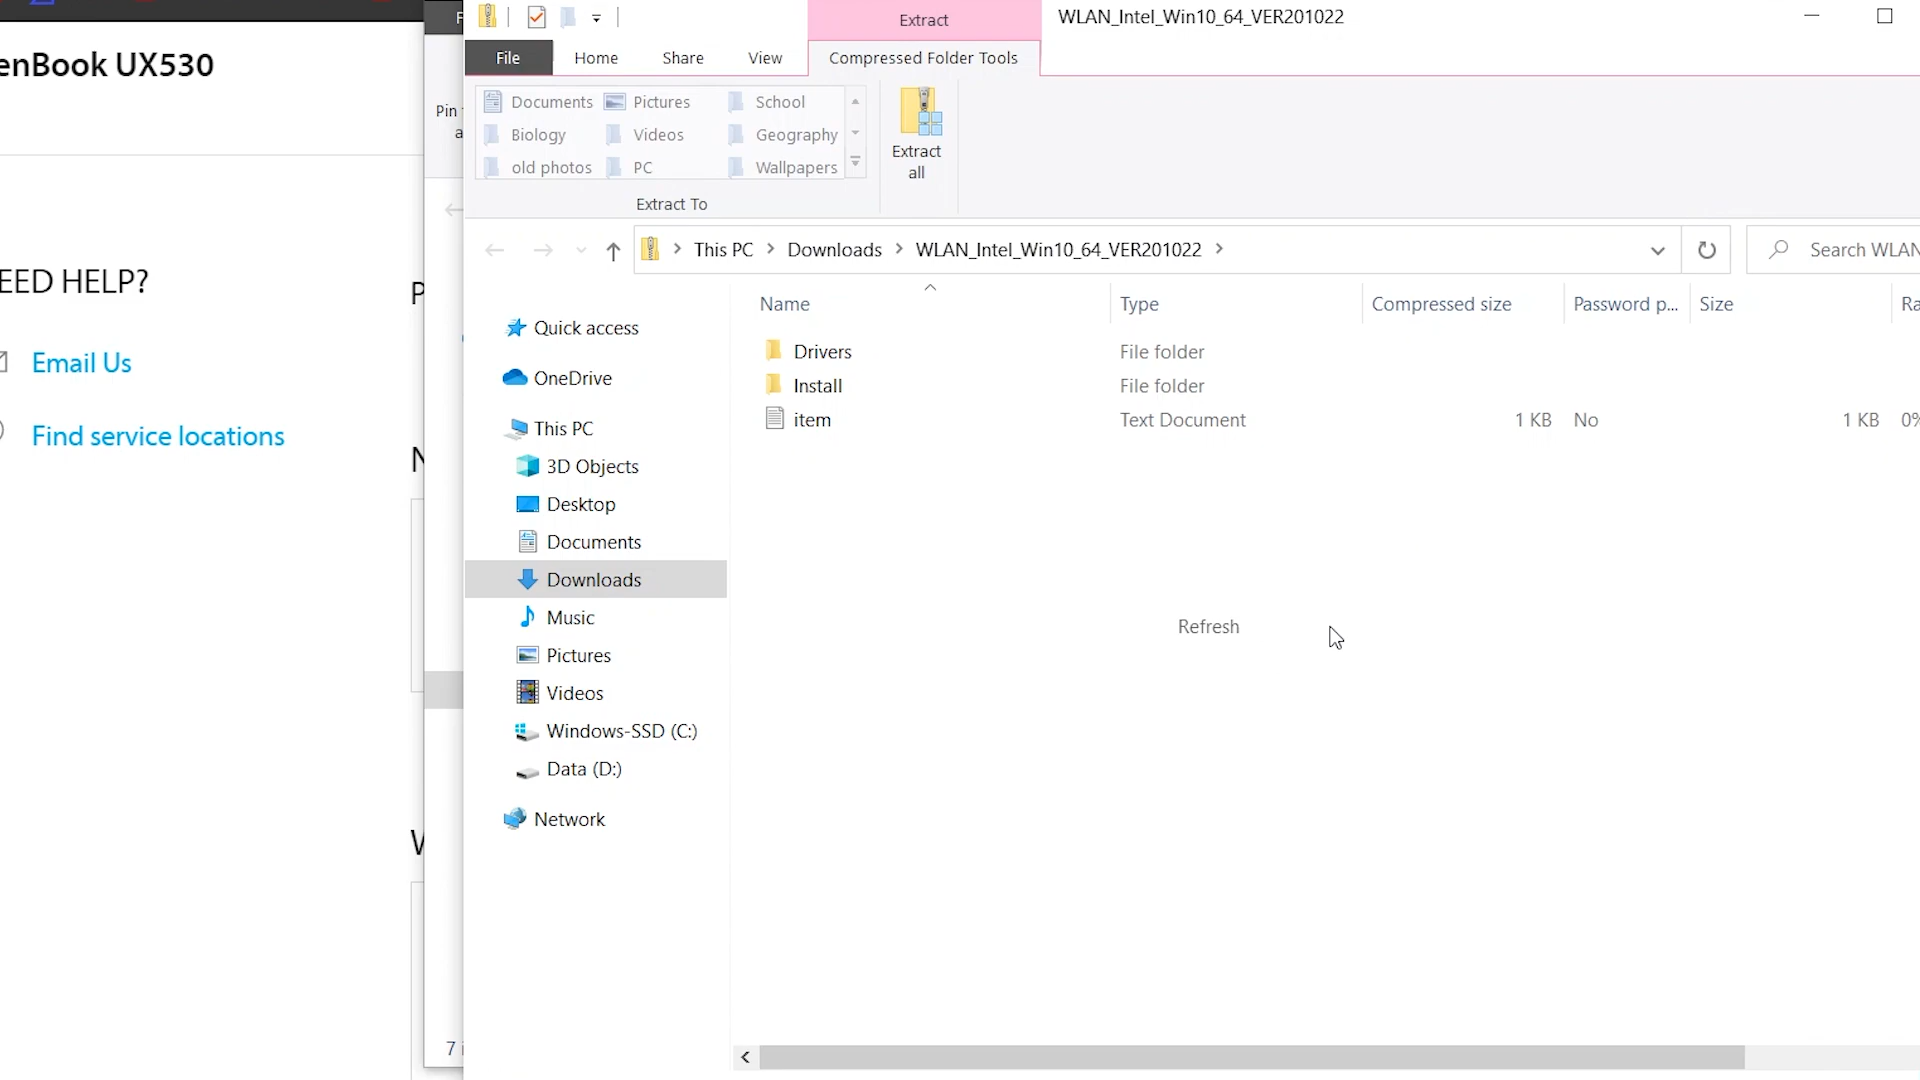 enBook UX530
EED HELP?
Email Us
Find service locations
Pin
Extract
WLAN_Intel_Win10_64_VER201022
File
Home
Share
View
Compressed Folder Tools
Documents
Pictures
School
Biology
Videos
Geography
old photos
PC
Wallpapers
Extract To
Extract
all
This PC
Downloads
WLAN_Intel_Win10_64_VER201022
Search WLAN
Name
Type
Compressed size
Password p...
Size
Ra
Drivers
File folder
Install
File folder
item
Text Document
1 KB
No
1 KB
0%
Quick access
OneDrive
This PC
3D Objects
Desktop
Documents
Downloads
Music
Pictures
Videos
Windows-SSD (C:)
Data (D:)
Network
Refresh
7 i